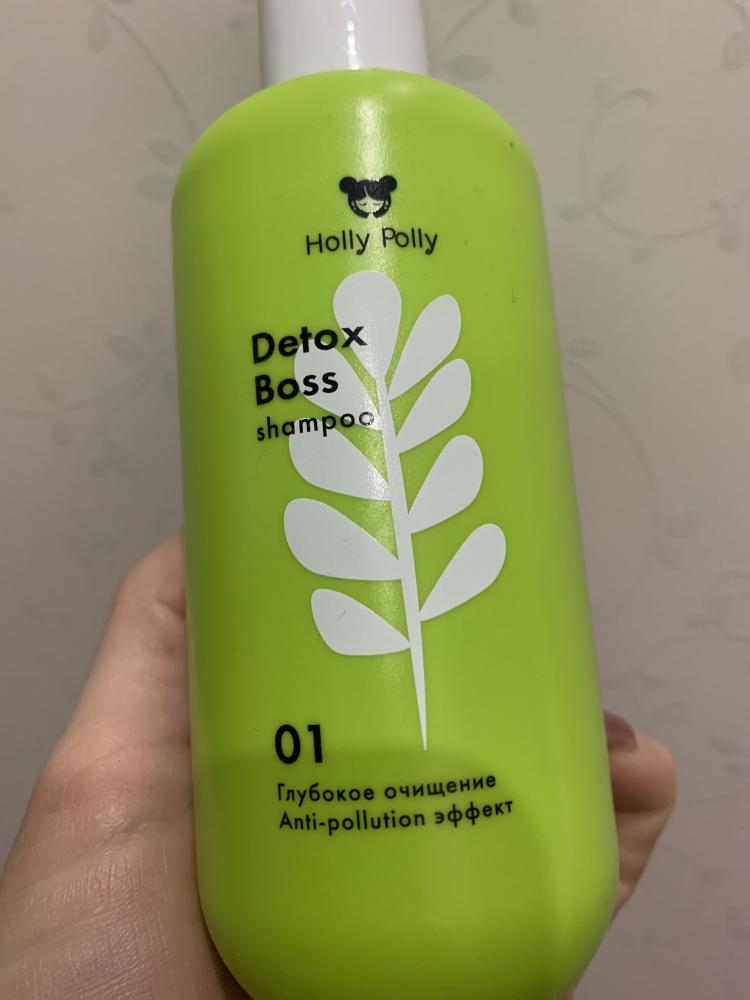 Holly Polly
Detox
Boss
shampoo
01
Глубокое очищение
Anti-pollution эффект